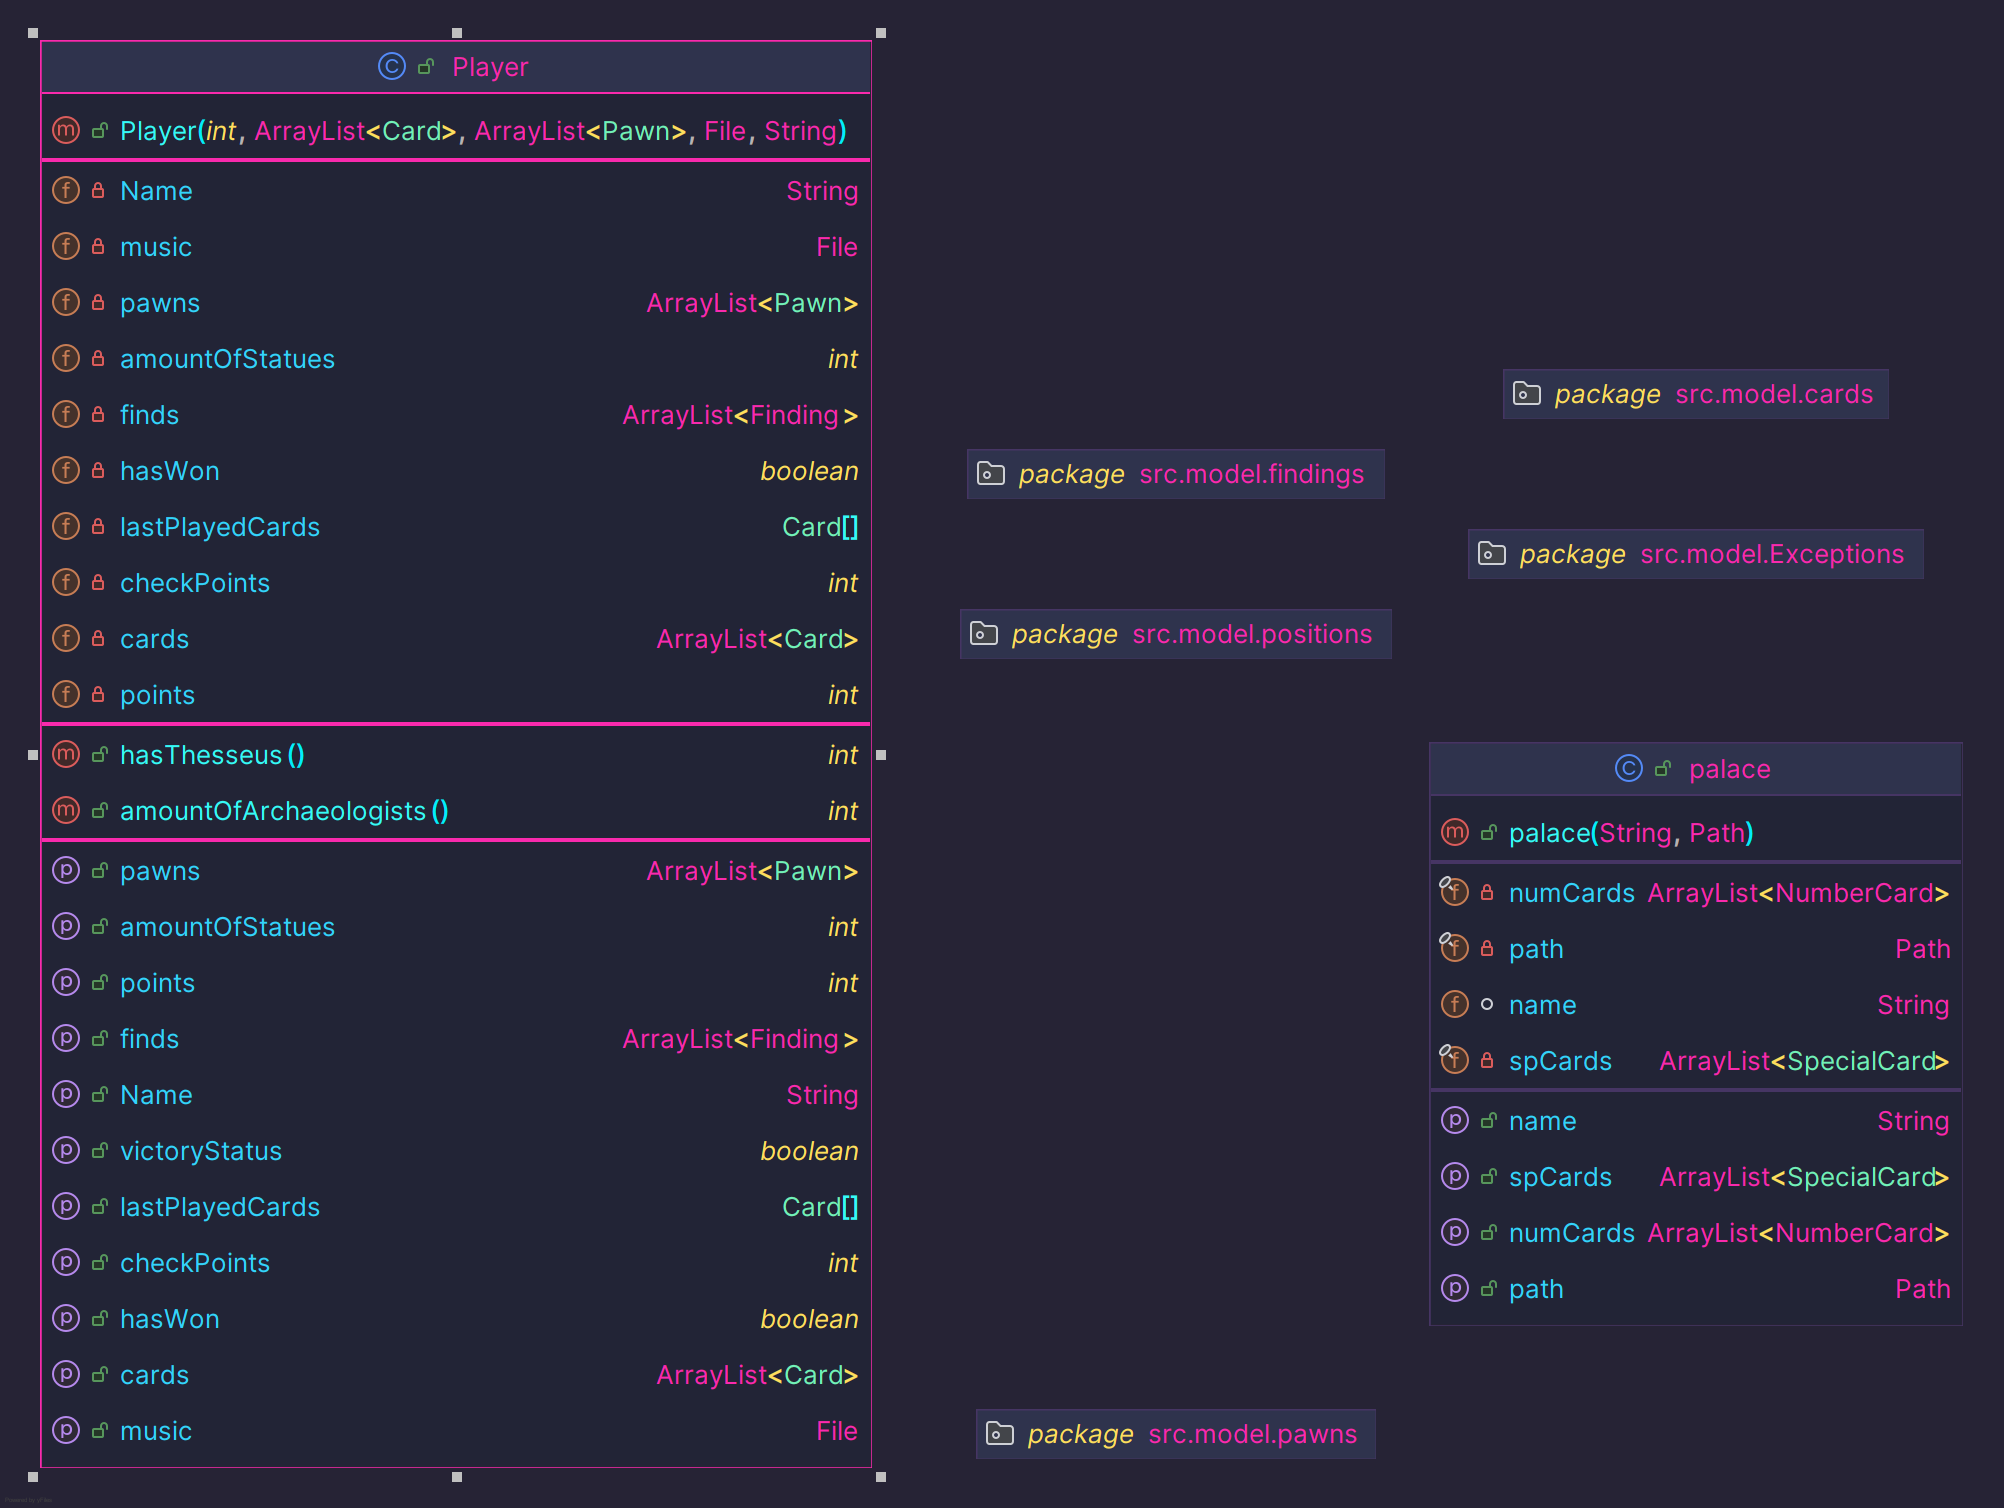 Player
Player(int, ArrayList<Card>, ArrayList<Pawn>, File, String)
Name String
music File
pawns ArrayList<Pawn>
amountOfStatues int
finds ArrayList<Finding>
hasWon boolean
lastPlayedCards Card[]
checkPoints int
cards ArrayList<Card>
points int
hasThesseus() int
amountOfArchaeologists() int
pawns ArrayList<Pawn>
amountOfStatues int
points int
finds ArrayList<Finding>
Name String
victoryStatus boolean
lastPlayedCards Card[]
checkPoints int
hasWon boolean
cards ArrayList<Card>
music File
package src.model.cards
package src.model.findings
package src.model.Exceptions
package src.model.positions
palace
palace(String, Path)
numCards ArrayList<NumberCard>
path Path
name String
spCards ArrayList<SpecialCard>
name String
spCards ArrayList<SpecialCard>
numCards ArrayList<NumberCard>
path Path
package src.model.pawns